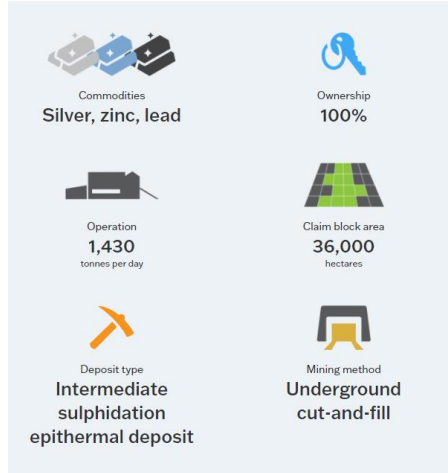 Commodities
Silver, zinc, lead
Ownership
100%
Operation
1,430
tonnes per day
Claim block area
36,000
hectares
Deposit type
Intermediate
sulphidation
epithermal deposit
Mining method
Underground
cut-and-fill